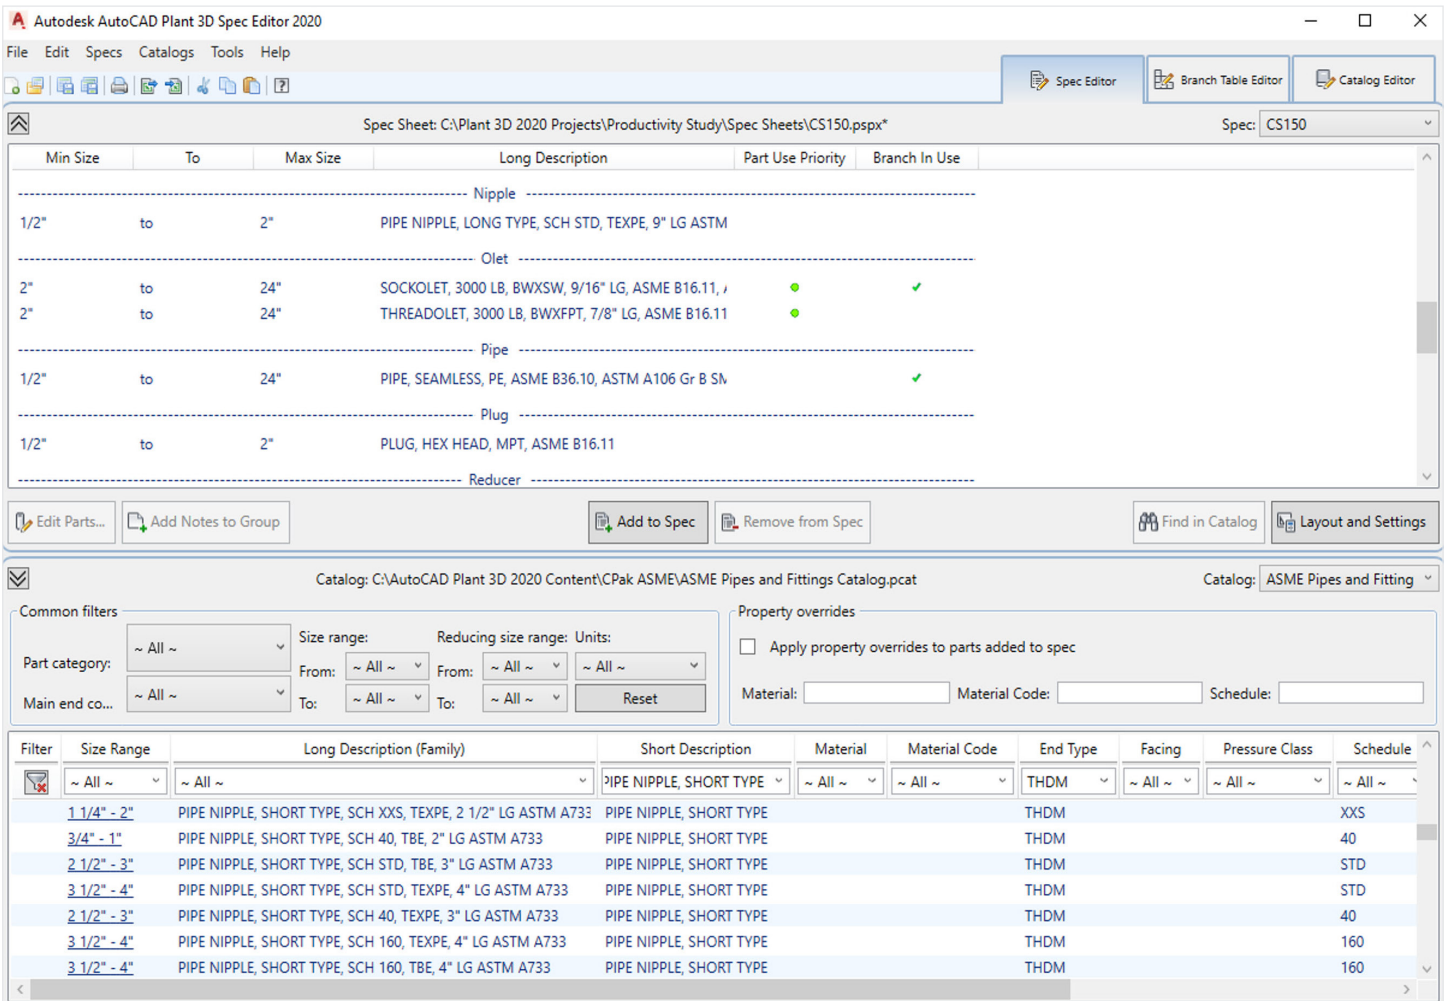 Autodesk AutoCAD Plant 3D Spec Editor 2020
File Edit Specs Catalogs Tools Help
Spec Editor Branch Table Editor Catalog Editor
Spec Sheet: C:\Plant 3D 2020 Projects\Productivity Study\Spec Sheets\CS150.pspx* Spec: CS150
Min Size To Max Size Long Description Part Use Priority Branch In Use
Nipple
1/2" to 2" PIPE NIPPLE, LONG TYPE, SCH STD, TEXPE, 9" LG ASTM
Olet
2" to 24" SOCKOLET, 3000 LB, BWXSW, 9/16" LG, ASME B16.11,
2" to 24" THREADOLET, 3000 LB, BWXFPT, 7/8" LG, ASME B16.11
Pipe
1/2" to 24" PIPE, SEAMLESS, PE, ASME B36.10, ASTM A106 Gr B
Plug
1/2" to 2" PLUG, HEX HEAD, MPT, ASME B16.11
Reducer
Edit Parts... Add Notes to Group Add to Spec Remove from Spec Find in Catalog Layout and Settings
Catalog: C:\AutoCAD Plant 3D 2020 Content\CPak ASME\ASME Pipes and Fittings Catalog.pcat Catalog: ASME Pipes and Fitting
Common filters Property overrides
Part category: ~ All ~ Size range: Reducing size range: Units:
From: ~ All ~ From: ~ All ~ ~ All ~ Apply property overrides to parts added to spec
Main end co... ~ All ~ To: ~ All ~ To: ~ All ~ Reset Material: Material Code: Schedule:
Filter Size Range Long Description (Family) Short Description Material Material Code End Type Facing Pressure Class Schedule
~ All ~ ~ All ~ PIPE NIPPLE, SHORT TYPE ~ All ~ ~ All ~ THDM ~ All ~ ~ All ~ ~ All ~
1 1/4" - 2" PIPE NIPPLE, SHORT TYPE, SCH XXS, TEXPE, 2 1/2" LG ASTM A733 PIPE NIPPLE, SHORT TYPE THDM XXS
3/4" - 1" PIPE NIPPLE, SHORT TYPE, SCH 40, TBE, 2" LG ASTM A733 PIPE NIPPLE, SHORT TYPE THDM 40
2 1/2" - 3" PIPE NIPPLE, SHORT TYPE, SCH STD, TBE, 3" LG ASTM A733 PIPE NIPPLE, SHORT TYPE THDM STD
3 1/2" - 4" PIPE NIPPLE, SHORT TYPE, SCH STD, TEXPE, 4" LG ASTM A733 PIPE NIPPLE, SHORT TYPE THDM STD
2 1/2" - 3" PIPE NIPPLE, SHORT TYPE, SCH 40, TEXPE, 3" LG ASTM A733 PIPE NIPPLE, SHORT TYPE THDM 40
3 1/2" - 4" PIPE NIPPLE, SHORT TYPE, SCH 160, TEXPE, 4" LG ASTM A733 PIPE NIPPLE, SHORT TYPE THDM 160
3 1/2" - 4" PIPE NIPPLE, SHORT TYPE, SCH 160, TBE, 4" LG ASTM A733 PIPE NIPPLE, SHORT TYPE THDM 160